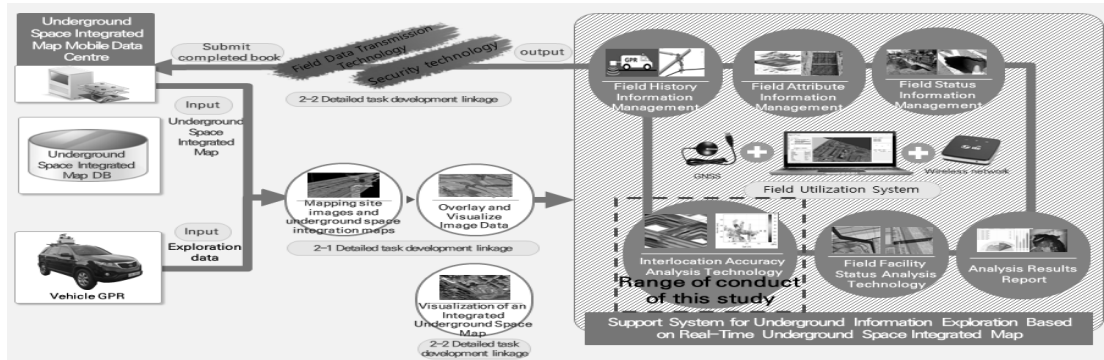 Underground
Space Integrated
Map Mobile Data
Centre
Submit
completed book
Field Data Transmission
Technology
Security technology
output
2-2 Detailed task development linkage
Input
Underground
Space
Integrated
Map
Underground
Space Integrated
Map DB
Input
Exploration
data
Vehicle GPR
Mapping site
images and
underground space
integration maps
Overlay and
Visualize
Image Data
2-1 Detailed task development linkage
Visualization of an
Integrated
Underground Space
Map
2-2 Detailed task
development linkage
GPR
Field History
Information
Management
Field Attribute
Information
Management
Field Status
Information
Management
GNSS
Wireless network
Field Utilization System
Interlocation Accuracy
Analysis Technology
Range of conduct
of this study
Field Facility
Status Analysis
Technology
Analysis Results
Report
Support System for Underground Information Exploration Based
on Real-Time Underground Space Integrated Map